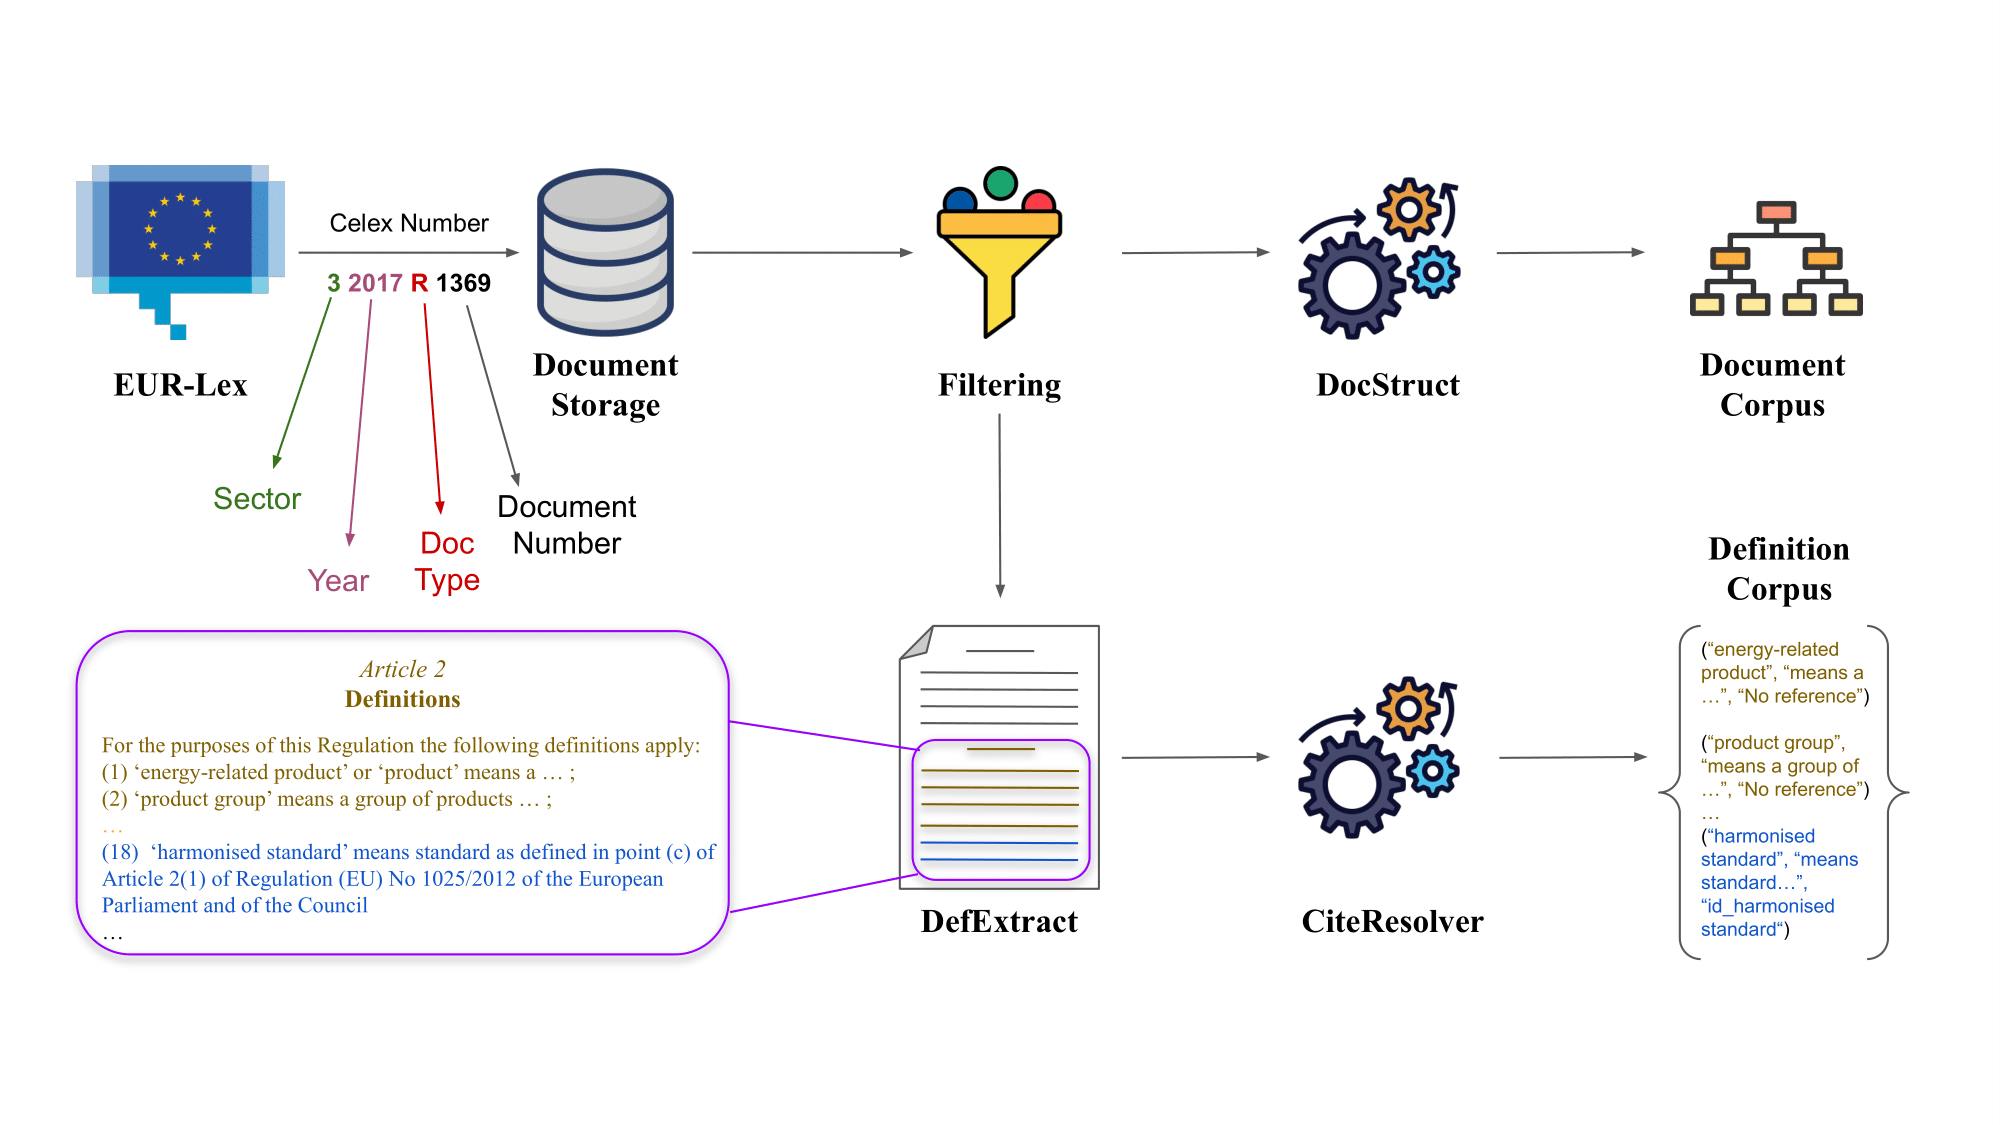 Celex Number
3 2017 R 1369
EUR-Lex
Document
Storage
Filtering
DocStruct
Document
Corpus
Sector
Year
Doc
Type
Document
Number
Article 2
Definitions
For the purposes of this Regulation the following definitions apply:
(1) ‘energy-related product’ or ‘product’ means a … ;
(2) ‘product group’ means a group of products … ;
…
(18)  ‘harmonised standard’ means standard as defined in point (c) of
Article 2(1) of Regulation (EU) No 1025/2012 of the European
Parliament and of the Council
…
DefExtract
CiteResolver
Definition
Corpus
(“energy-related
product”, “means a
…”, “No reference”)
(“product group”,
“means a group of
…”, “No reference”)
…
(“harmonised
standard”, “means
standard…”,
“id_harmonised
standard“)